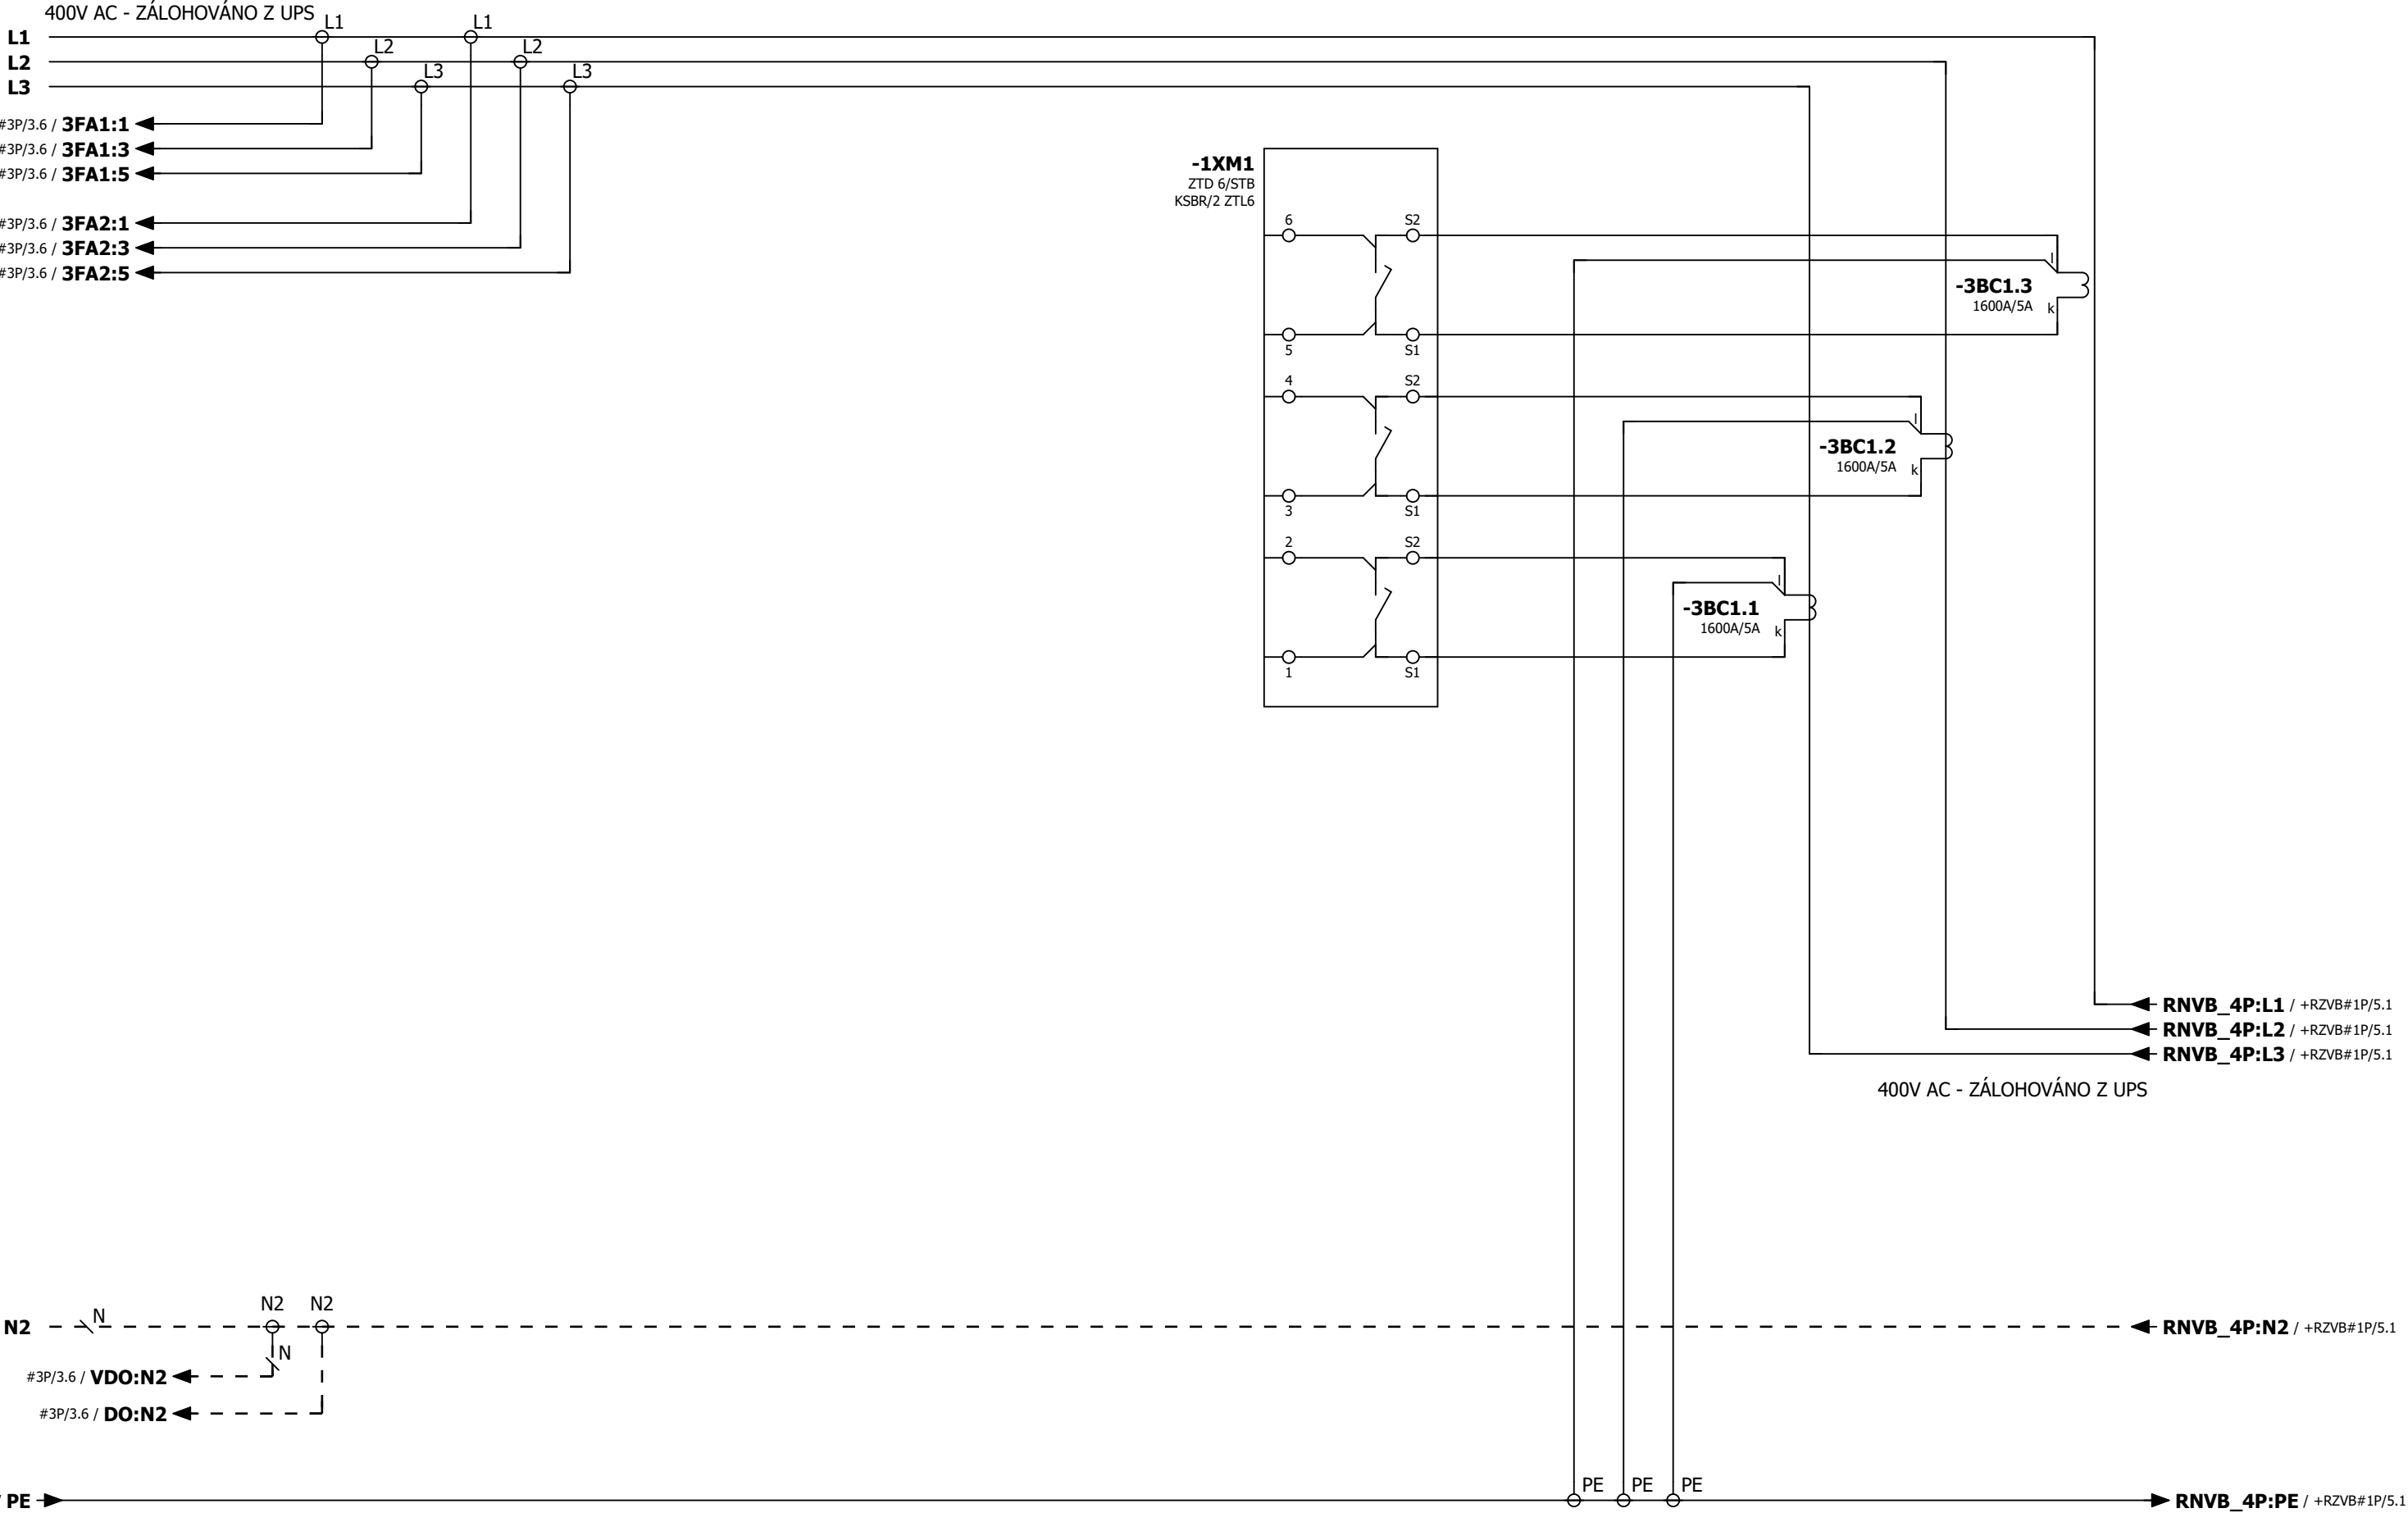 400V AC - ZÁLOHOVÁNO Z UPS
L1
L1
L1
L2
L2
L2
L3
L3
L3
#3P/3.6 / 3FA1:1
#3P/3.6 / 3FA1:3
#3P/3.6 / 3FA1:5
#3P/3.6 / 3FA2:1
#3P/3.6 / 3FA2:3
#3P/3.6 / 3FA2:5
-1XM1
ZTD 6/STB
KSBR/2 ZTL6
6 S2
5 S1
4 S2
3 S1
2 S2
1 S1
l
-3BC1.3
1600A/5A k
l
-3BC1.2
1600A/5A k
l
-3BC1.1
1600A/5A k
RNVB_4P:L1 / +RZVB#1P/5.1
RNVB_4P:L2 / +RZVB#1P/5.1
RNVB_4P:L3 / +RZVB#1P/5.1
400V AC - ZÁLOHOVÁNO Z UPS
N2 N2
N2 N
RNVB_4P:N2 / +RZVB#1P/5.1
N
#3P/3.6 / VDO:N2
#3P/3.6 / DO:N2
PE PE PE
/ PE
RNVB_4P:PE / +RZVB#1P/5.1